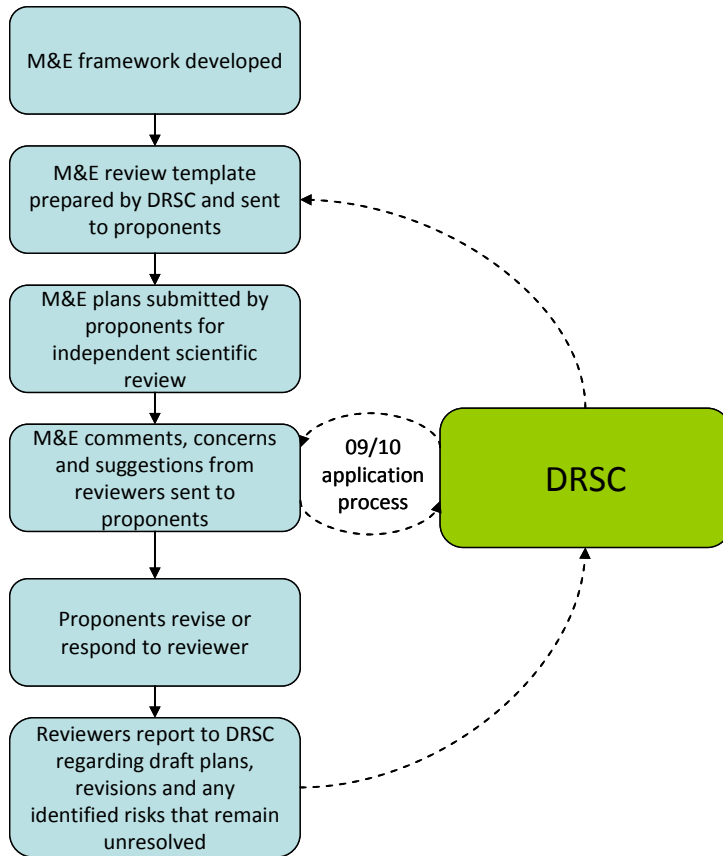 M&E framework developed
M&E review template
prepared by DRSC and sent
to proponents
M&E plans submitted by
proponents for
independent scientific
review
M&E comments, concerns
and suggestions from
reviewers sent to
proponents
09/10
application
process
DRSC
Proponents revise or
respond to reviewer
Reviewers report to DRSC
regarding draft plans,
revisions and any
identified risks that remain
unresolved